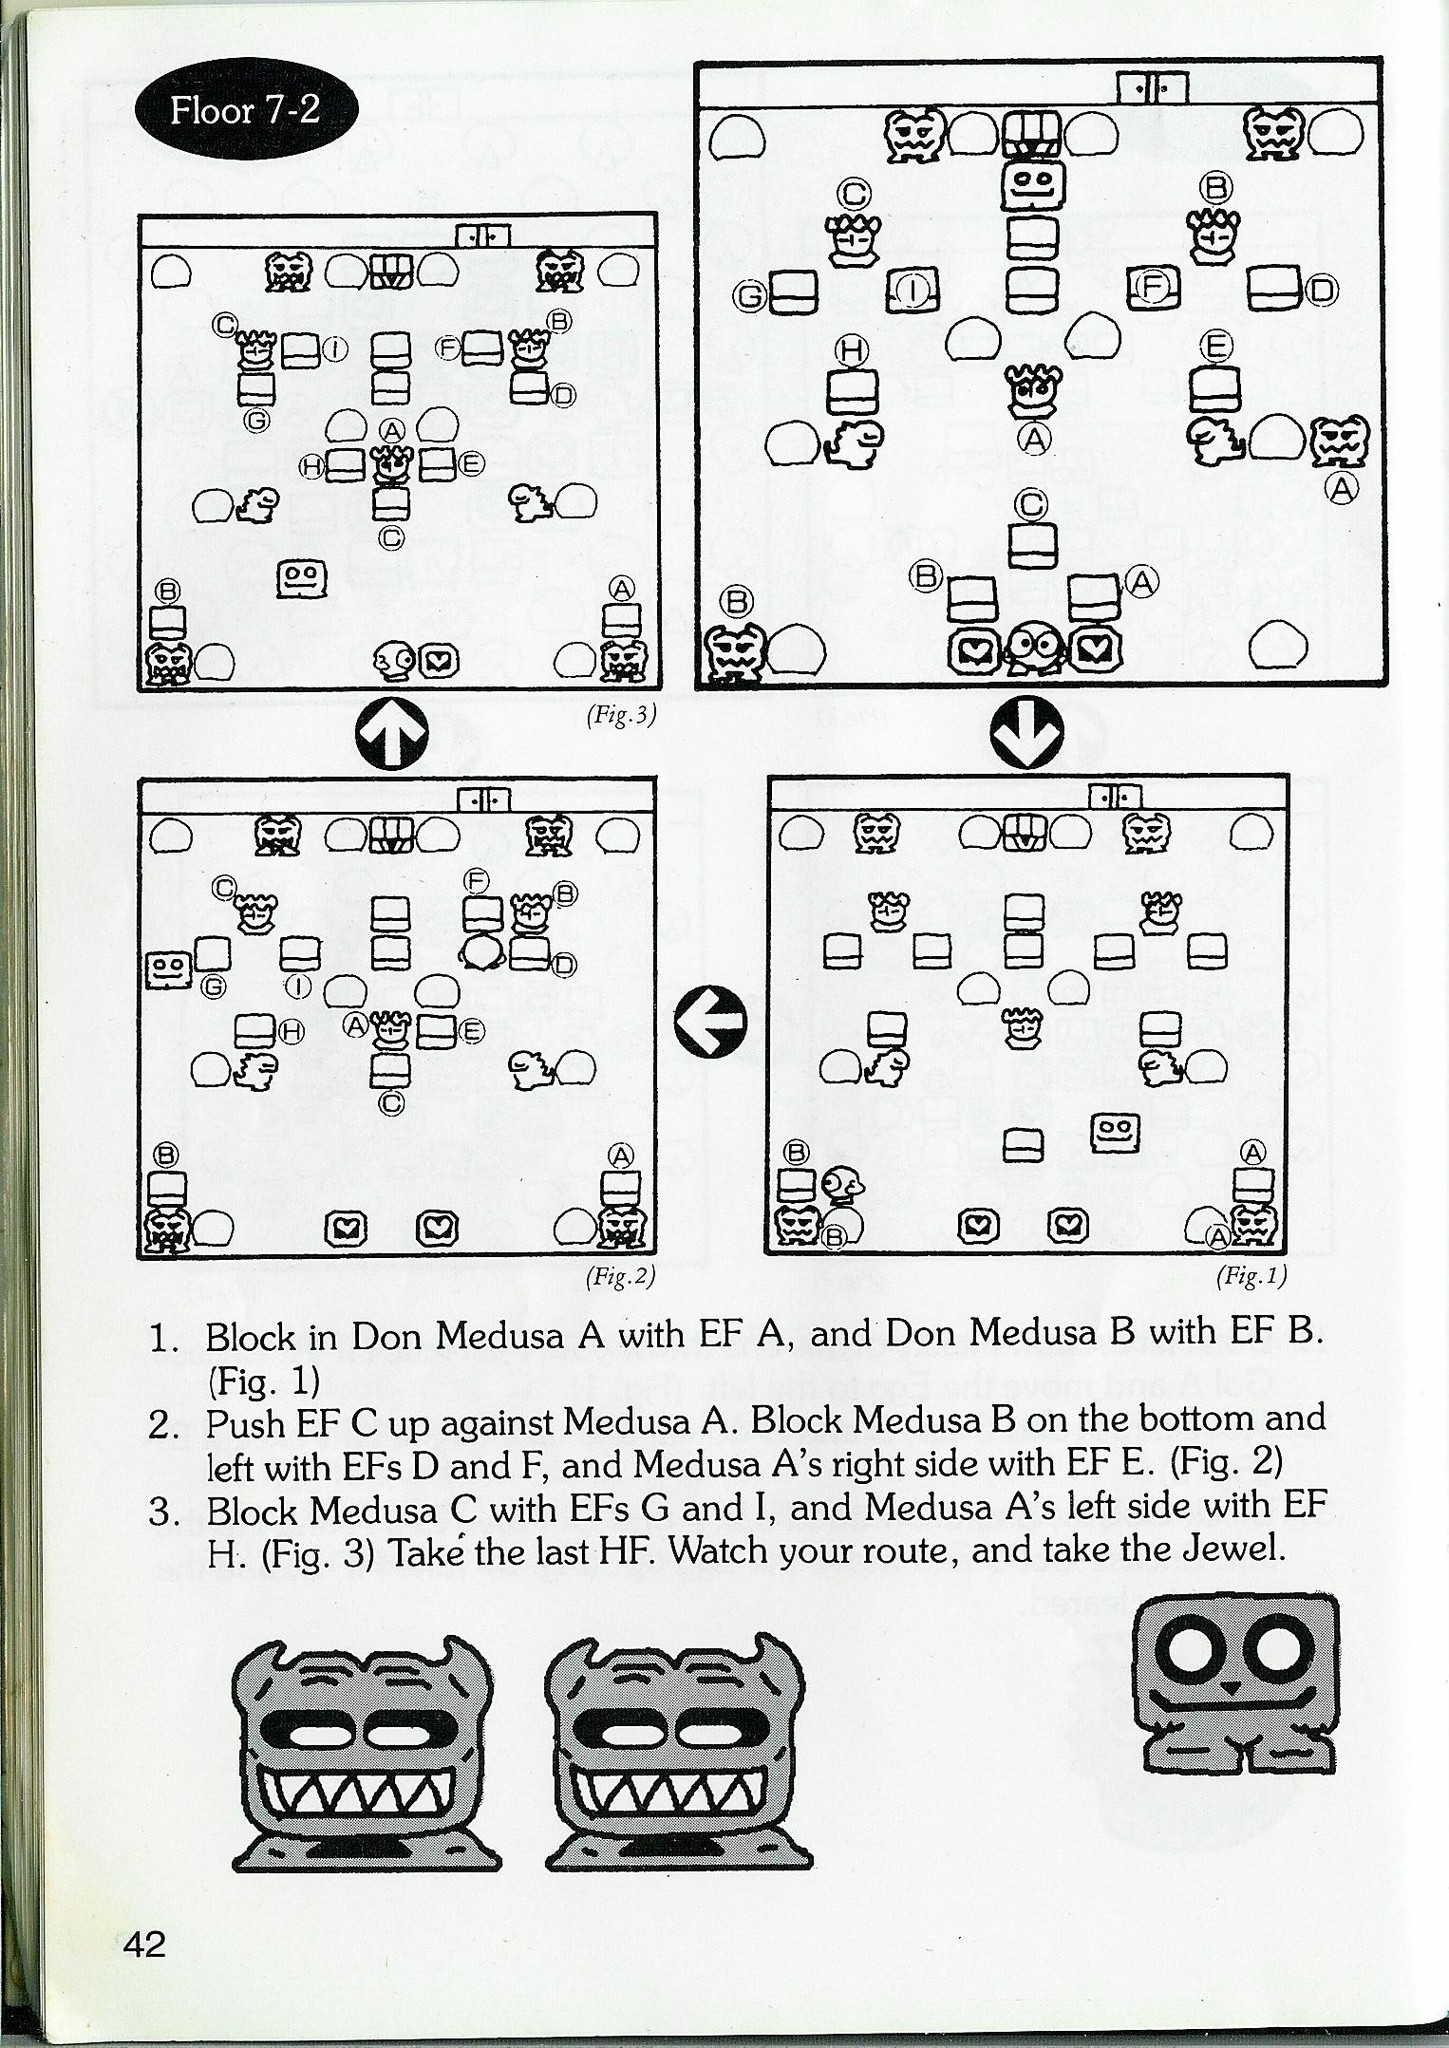 Floor 7-2
C
B
G
I
F
D
H
E
A
A
C
B
A
B
C
I
F
B
G
D
A
H
E
C
B
A
(Fig.3)
C
F
B
G
I
D
H
A
E
C
B
A
(Fig.2)
B
A
B
A
(Fig.1)
1. Block in Don Medusa A with EF A, and Don Medusa B with EF B.
(Fig. 1)
2. Push EF C up against Medusa A. Block Medusa B on the bottom and
left with EFs D and F, and Medusa A's right side with EF E. (Fig. 2)
3. Block Medusa C with EFs G and I, and Medusa A's left side with EF
H. (Fig. 3) Take the last HF. Watch your route, and take the Jewel.
42